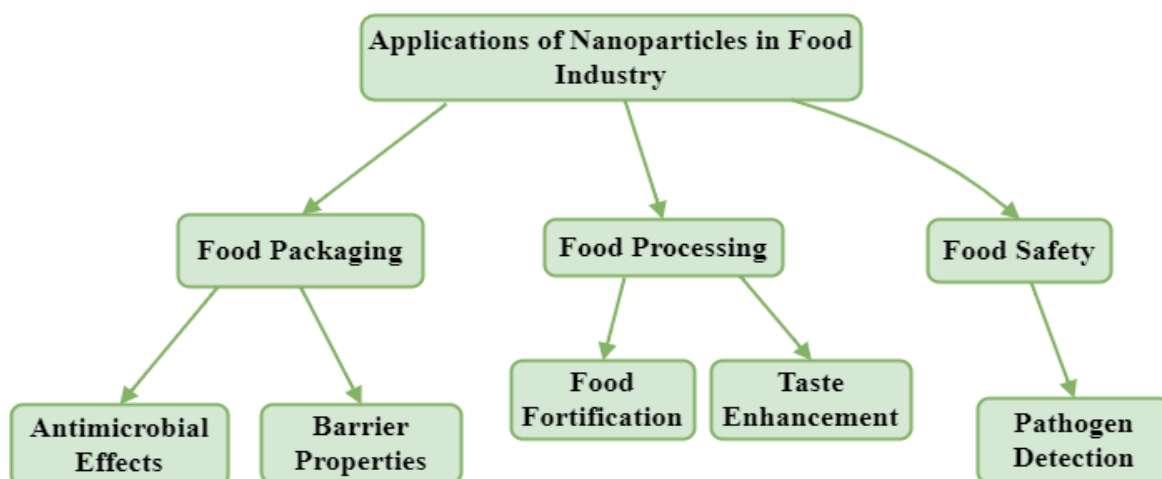 Applications of Nanoparticles in Food
Industry
Food Packaging
Food Processing
Food Safety
Antimicrobial
Effects
Barrier
Properties
Food
Fortification
Taste
Enhancement
Pathogen
Detection